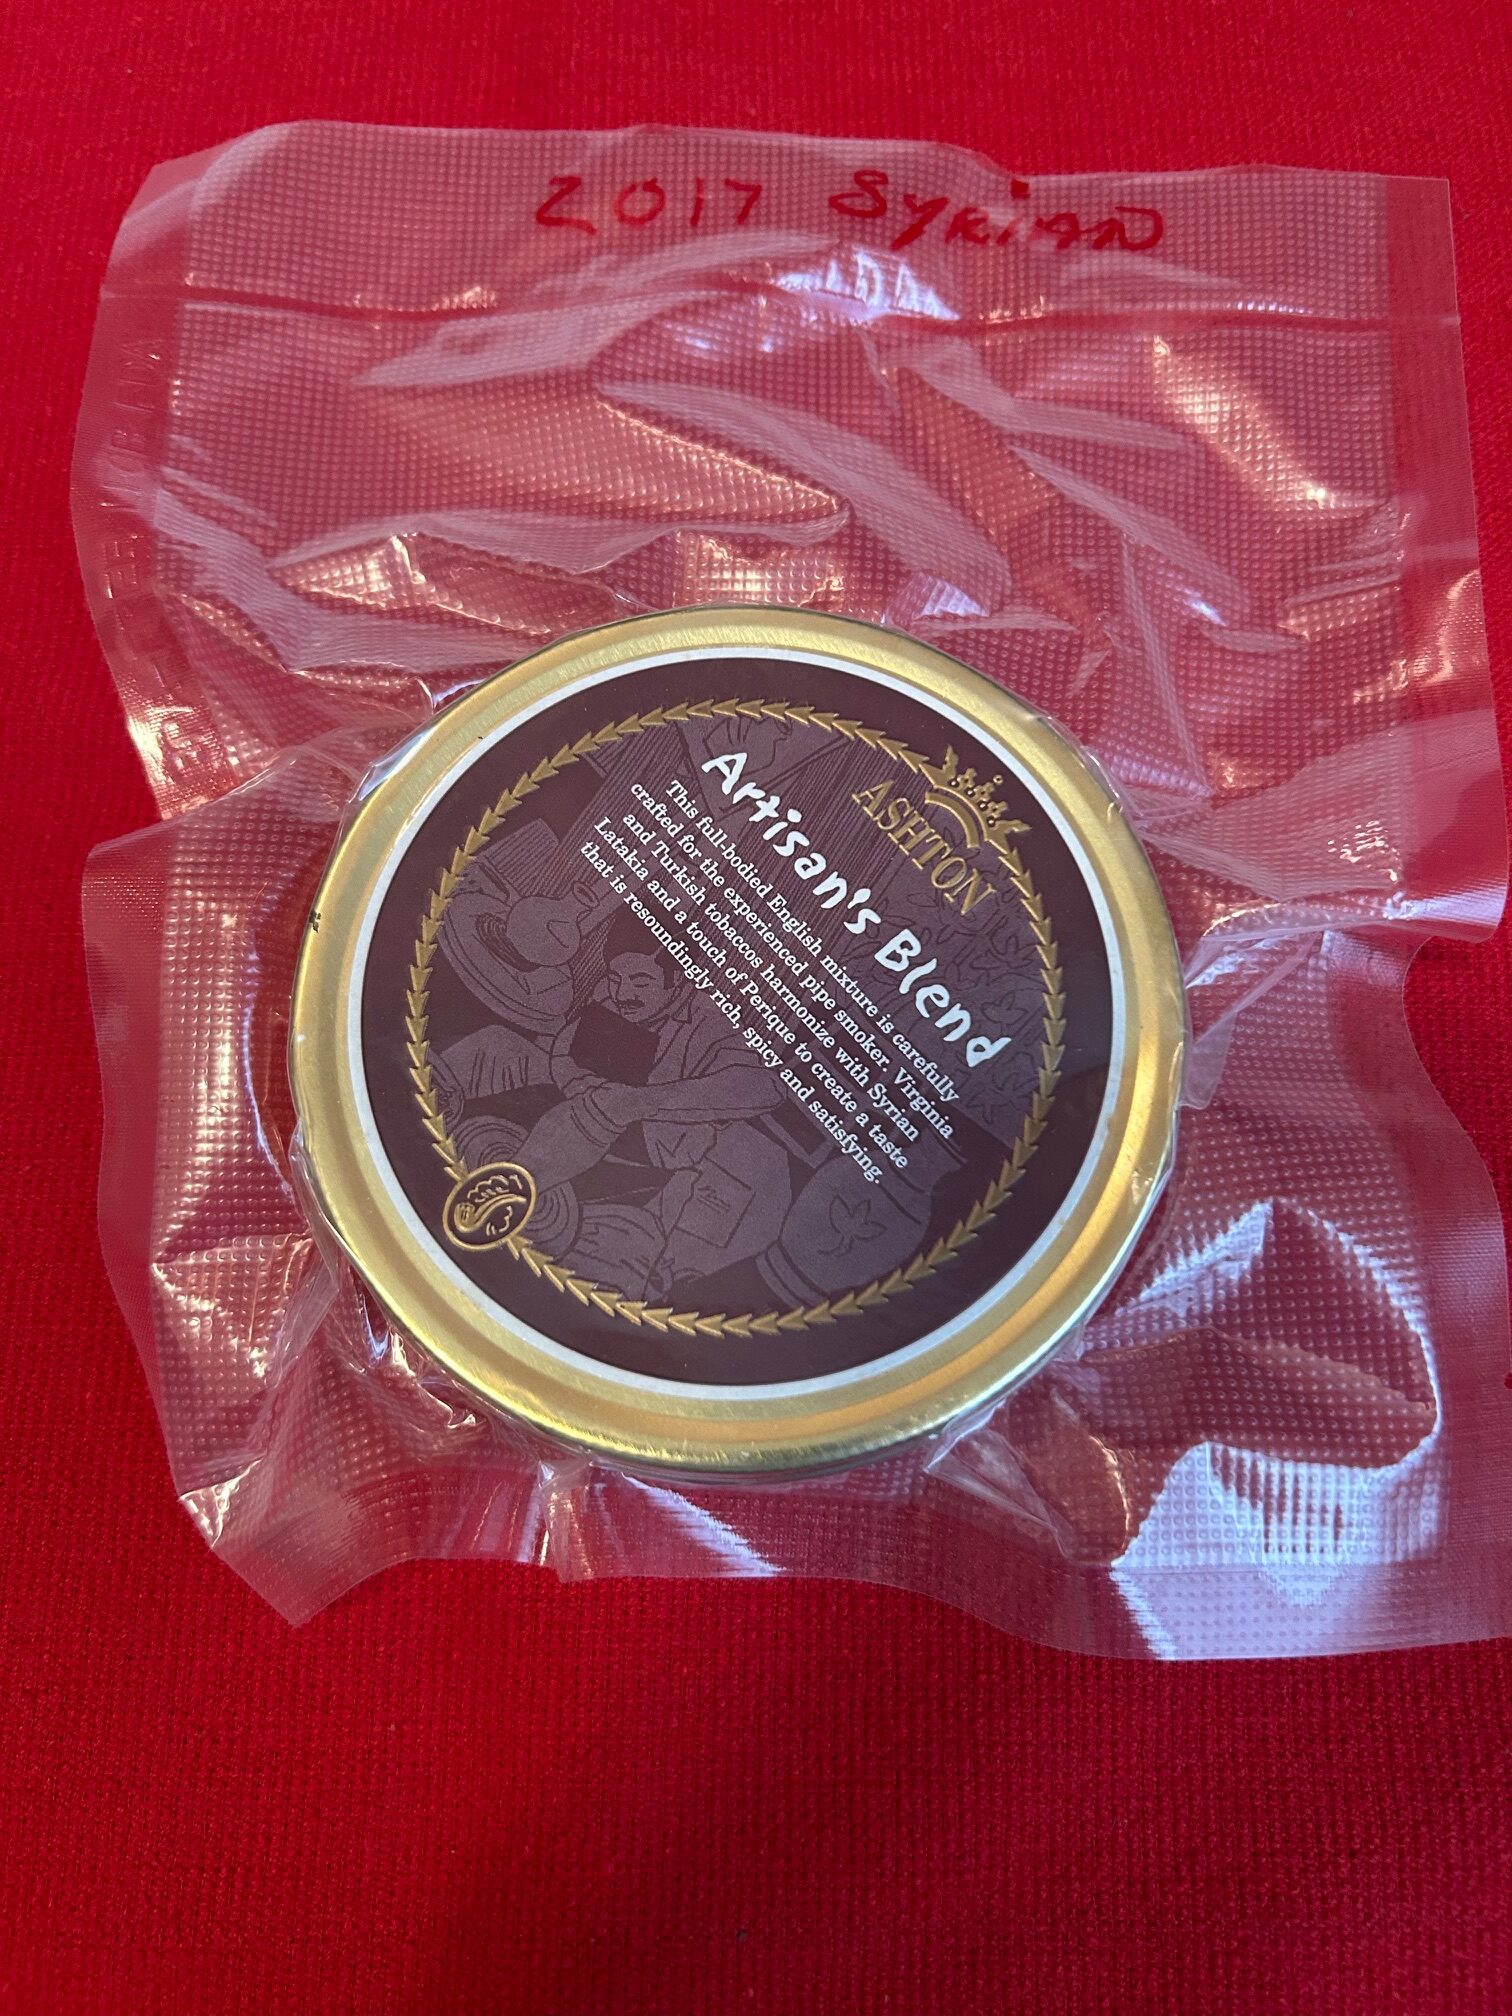 2017 Syrian
ASHTON
Artisan's Blend
This full-bodied English mixture is carefully
crafted for the experienced pipe smoker. Virginia
and Turkish tobaccos harmonize with Syrian
Latakia and a touch of Perique to create a taste
that is resoundingly rich, spicy and satisfying.